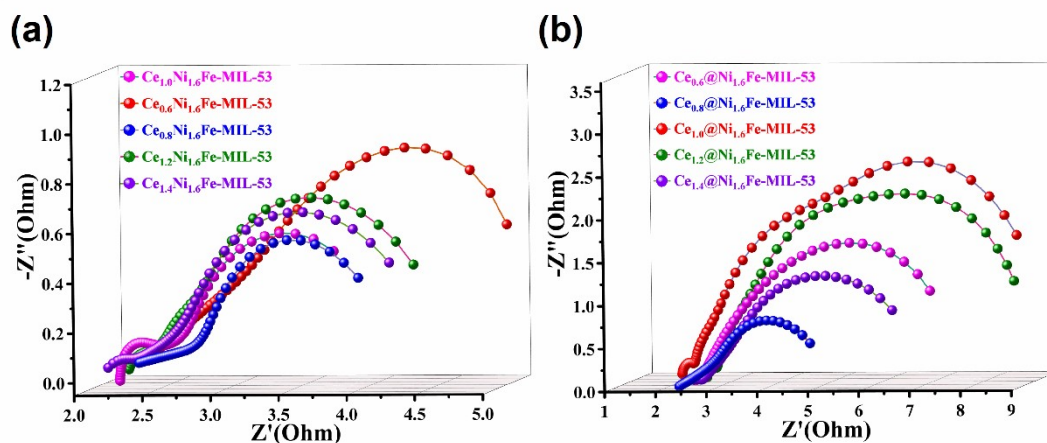 (a)
Ce1.0Ni1.6Fe-MIL-53
Ce0.6Ni1.6Fe-MIL-53
Ce0.8Ni1.6Fe-MIL-53
Ce1.2Ni1.6Fe-MIL-53
Ce1.4Ni1.6Fe-MIL-53
-Z''(Ohm)
1.2
1.0
0.8
0.6
0.4
0.2
0.0
2.0 2.5 3.0 3.5 4.0 4.5 5.0
Z'(Ohm)
(b)
Ce0.6@Ni1.6Fe-MIL-53
Ce0.8@Ni1.6Fe-MIL-53
Ce1.0@Ni1.6Fe-MIL-53
Ce1.2@Ni1.6Fe-MIL-53
Ce1.4@Ni1.6Fe-MIL-53
-Z''(Ohm)
3.5
3.0
2.5
2.0
1.5
1.0
0.5
0.0
1 2 3 4 5 6 7 8 9
Z'(Ohm)